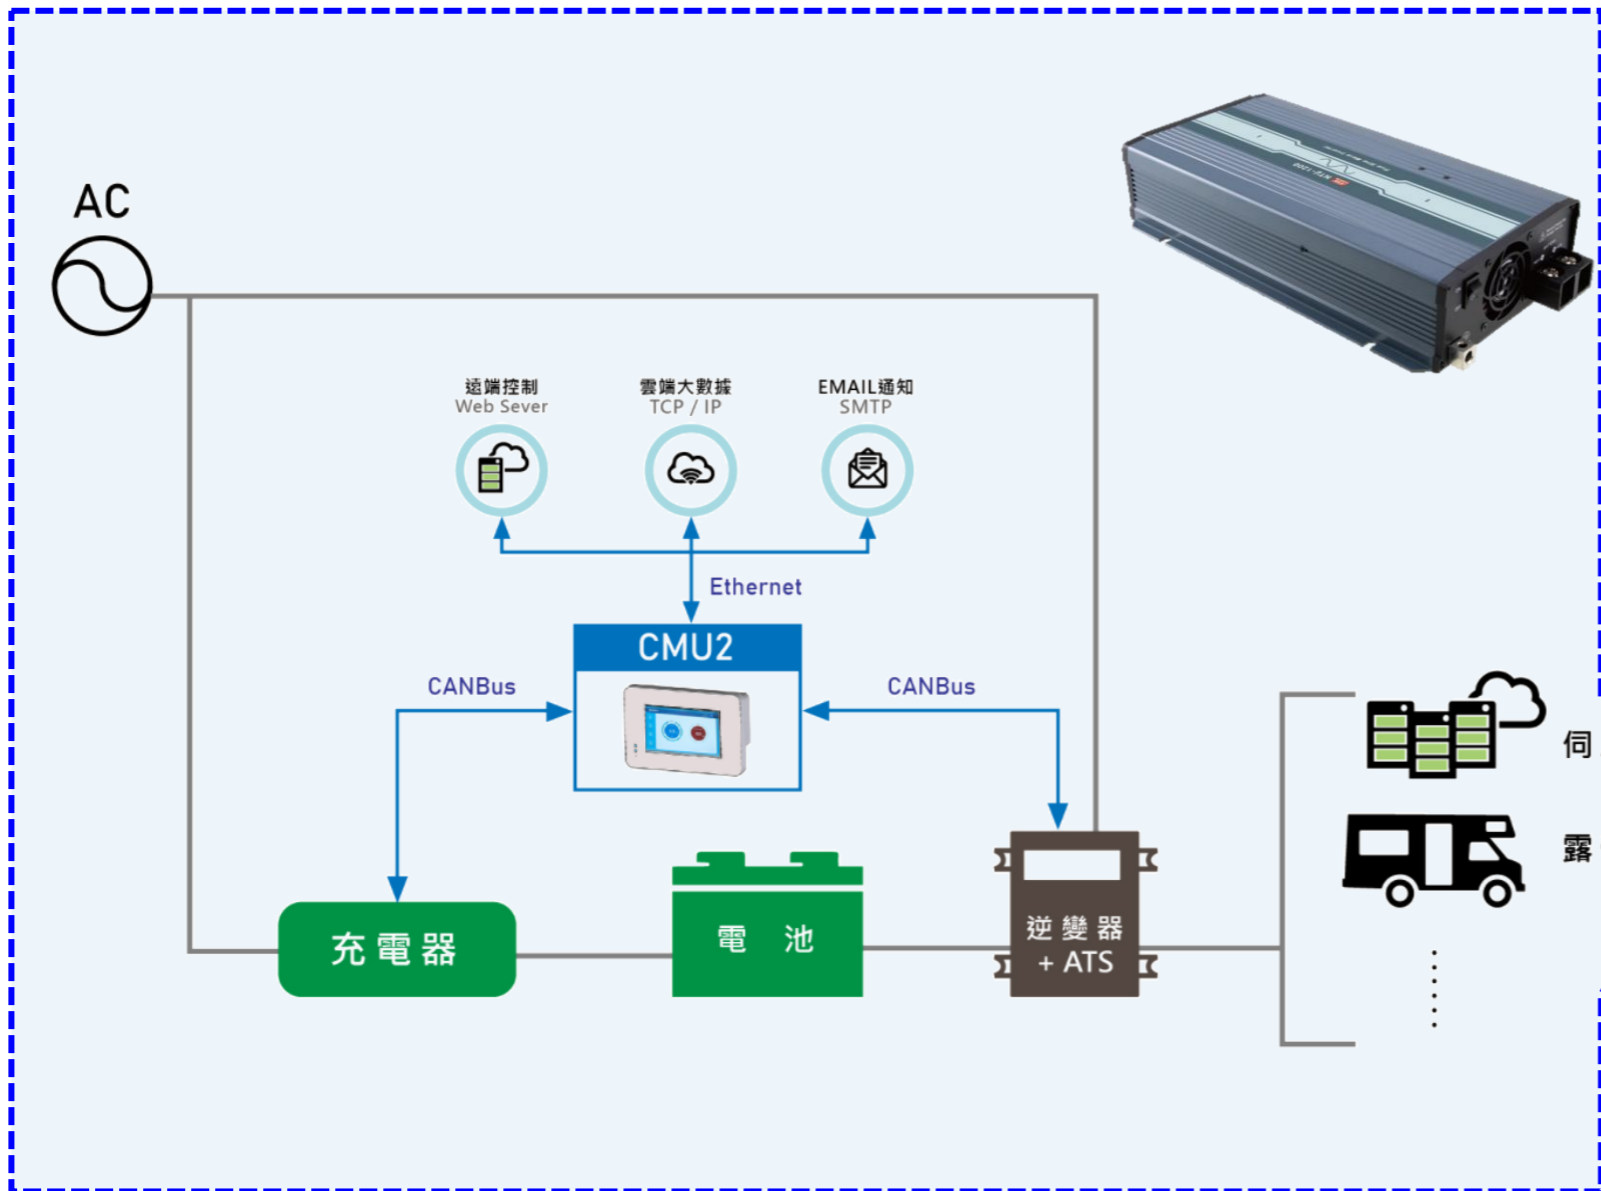 AC
遠端控制
Web Sever
雲端大數據
TCP / IP
EMAIL通知
SMTP
Ethernet
CMU2
CANBus
CANBus
伺
露
充電器
電 池
逆變器
+ ATS